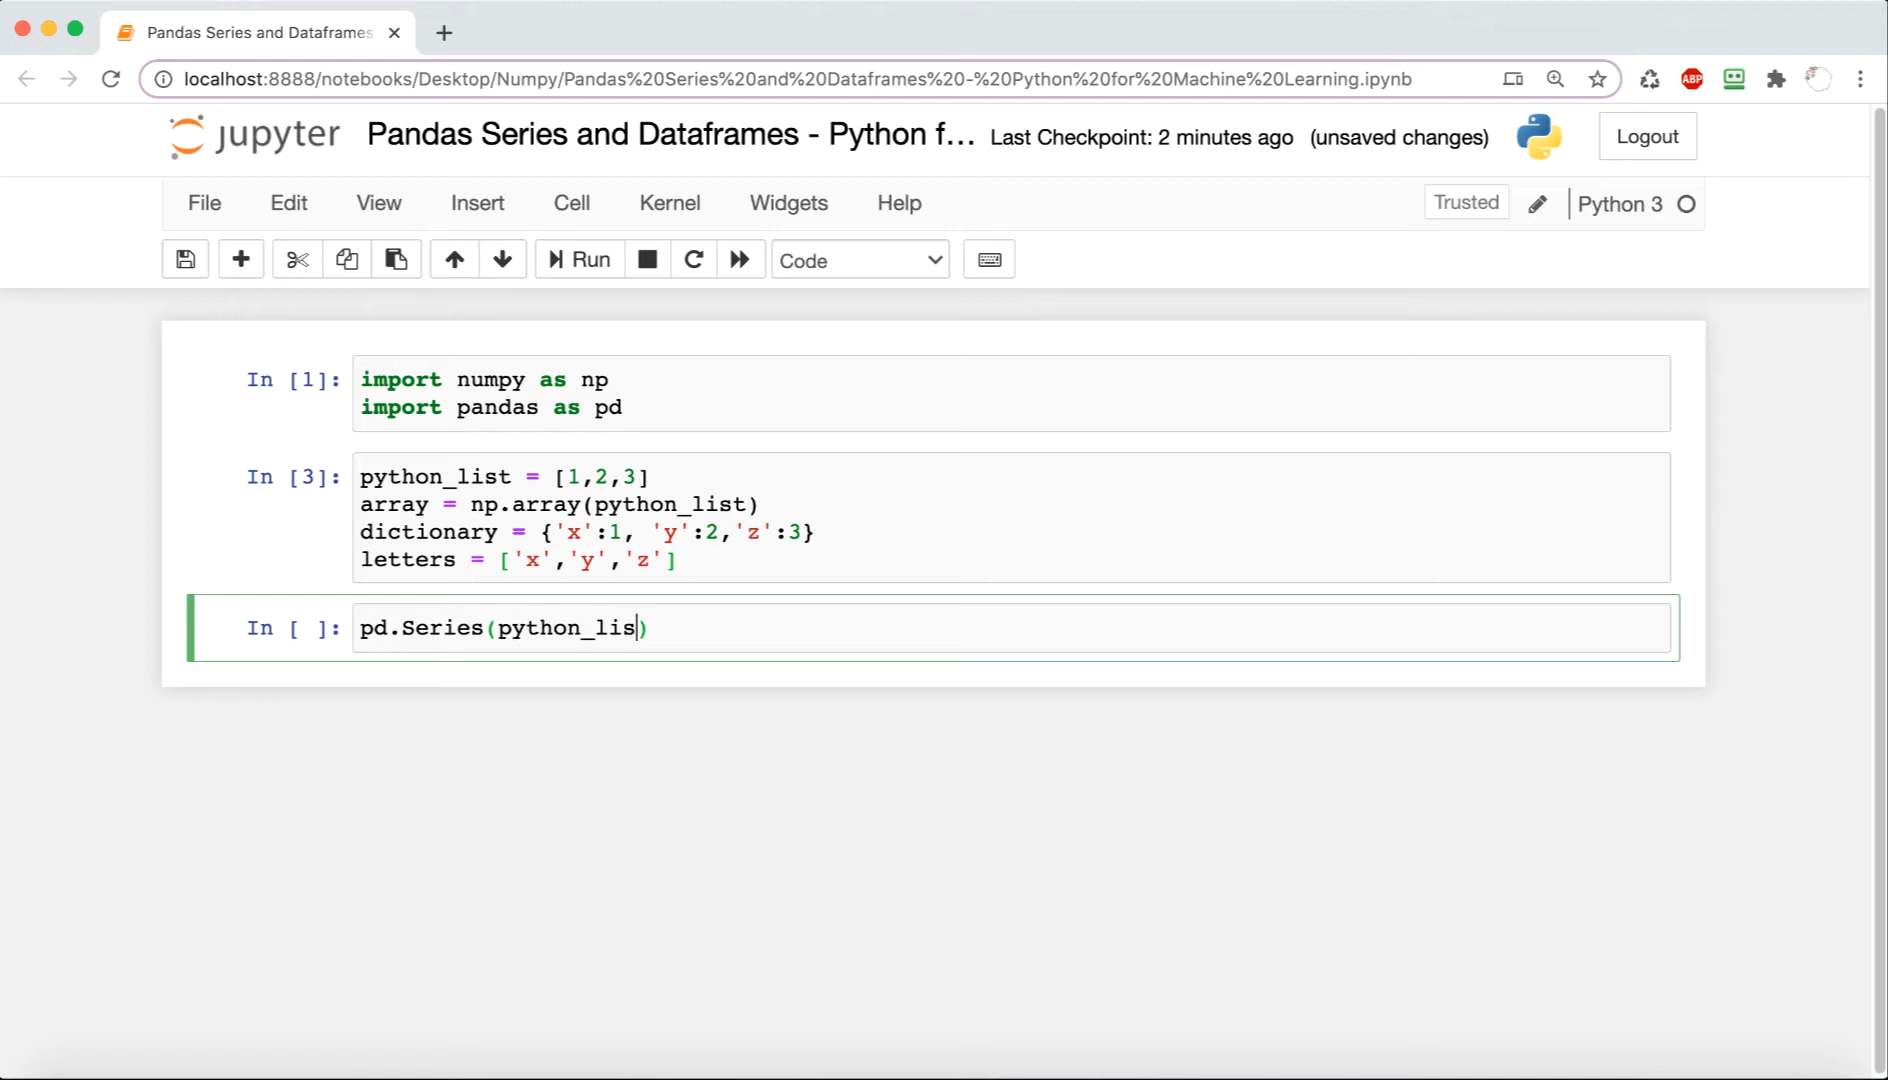 Pandas Series and Dataframes
localhost:8888/notebooks/Desktop/Numpy/Pandas%20Series%20and%20Dataframes%20-%20Python%20for%20Machine%20Learning.ipynb
ABP
jupyter Pandas Series and Dataframes - Python f... Last Checkpoint: 2 minutes ago (unsaved changes) Logout
File Edit View Insert Cell Kernel Widgets Help Trusted Python 3
Run Code
In [1]: import numpy as np
import pandas as pd
In [3]: python_list = [1,2,3]
array = np.array(python_list)
dictionary = {'x':1, 'y':2,'z':3}
letters = ['x','y','z']
In [ ]: pd.Series(python_lis)